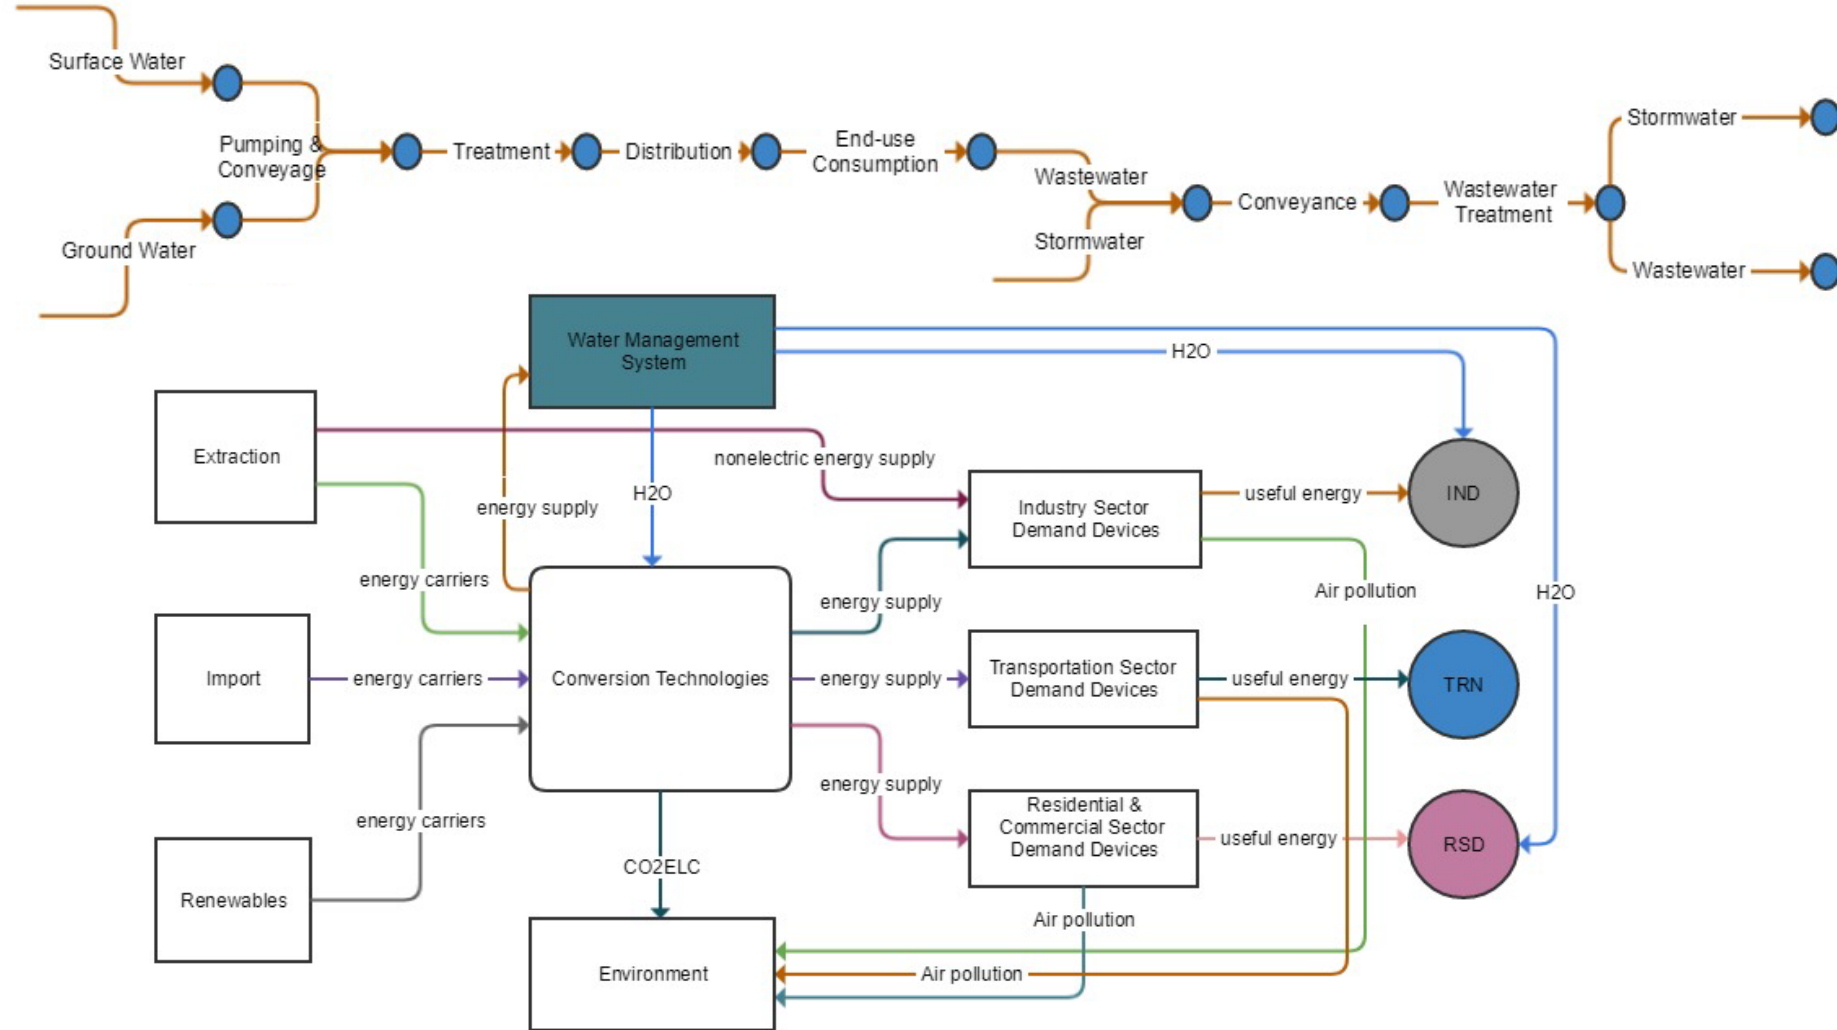 Surface Water
Pumping &
Conveyage
Ground Water
Treatment
Distribution
End-use
Consumption
Wastewater
Stormwater
Conveyance
Wastewater
Treatment
Stormwater
Wastewater
Water Management
System
H2O
Extraction
nonelectric energy supply
energy supply
H2O
Industry Sector
Demand Devices
useful energy
IND
energy carriers
energy supply
Air pollution
H2O
Import
energy carriers
Conversion Technologies
energy supply
Transportation Sector
Demand Devices
useful energy
TRN
energy carriers
energy supply
Residential &
Commercial Sector
Demand Devices
useful energy
RSD
Renewables
CO2ELC
Air pollution
Environment
Air pollution